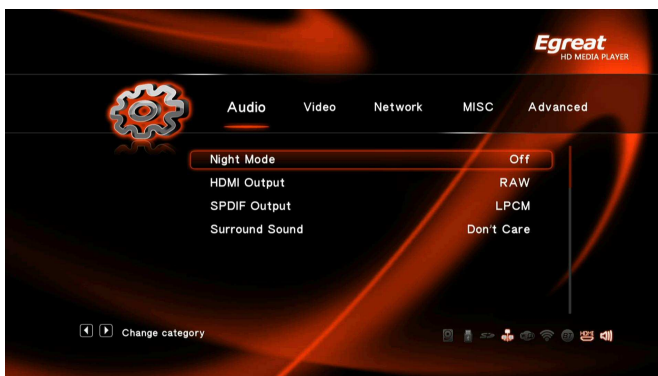 Egreat
HD MEDIA PLAYER
Audio Video Network MISC Advanced
Night Mode Off
HDMI Output RAW
SPDIF Output LPCM
Surround Sound Don't Care
Change category